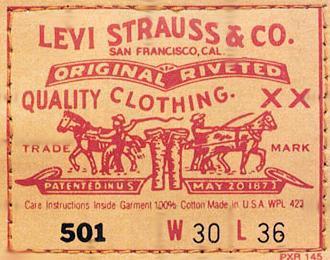 LEVI STRAUSS & CO.
SAN FRANCISCO, CAL.
ORIGINAL RIVETED
QUALITY CLOTHING. XX
TRADE MARK
PATENTED IN U S MAY 20 1873
Care Instructions Inside Garment 100% Cotton Made in U.S.A. WPL 423
501 W 30 L 36
PXR 145